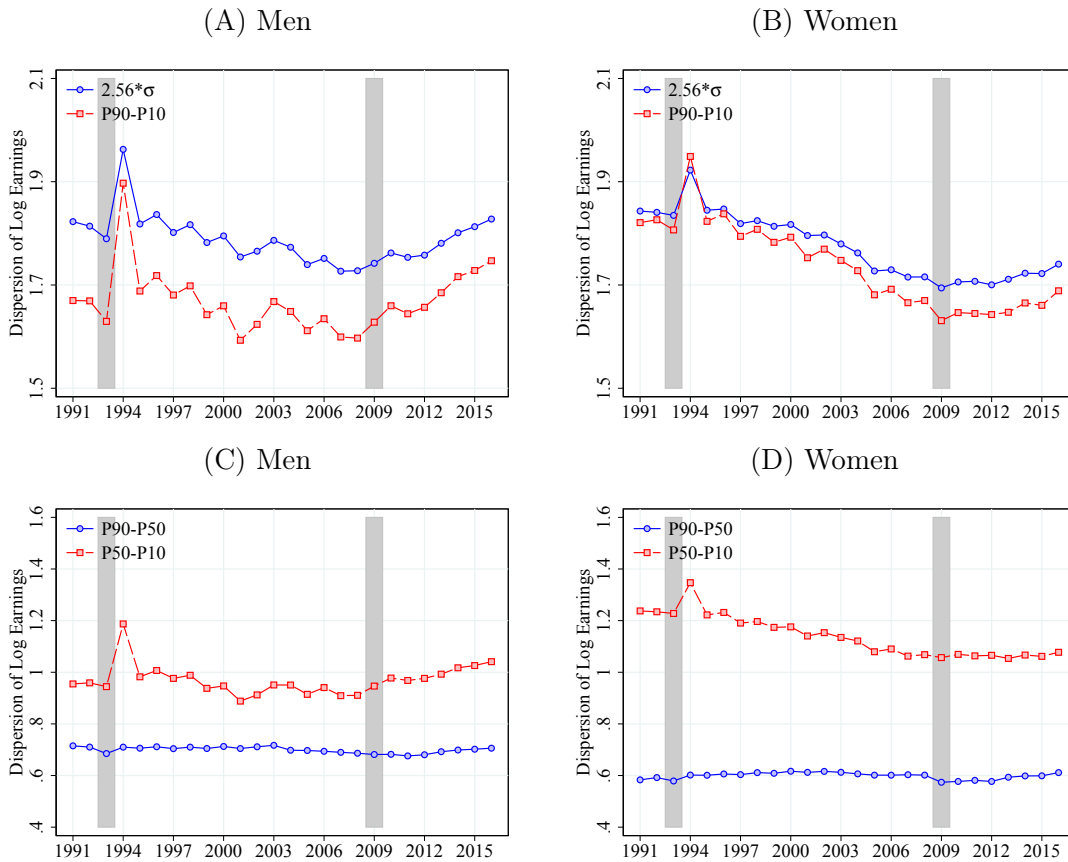 (A) Men
Dispersion of Log Earnings
2.1
1.9
1.7
1.5
2.56*σ
P90-P10
1991 1994 1997 2000 2003 2006 2009 2012 2015
(B) Women
Dispersion of Log Earnings
2.1
1.9
1.7
1.5
2.56*σ
P90-P10
1991 1994 1997 2000 2003 2006 2009 2012 2015
(C) Men
Dispersion of Log Earnings
1.6
1.4
1.2
1
.8
.6
.4
P90-P50
P50-P10
1991 1994 1997 2000 2003 2006 2009 2012 2015
(D) Women
Dispersion of Log Earnings
1.6
1.4
1.2
1
.8
.6
.4
P90-P50
P50-P10
1991 1994 1997 2000 2003 2006 2009 2012 2015